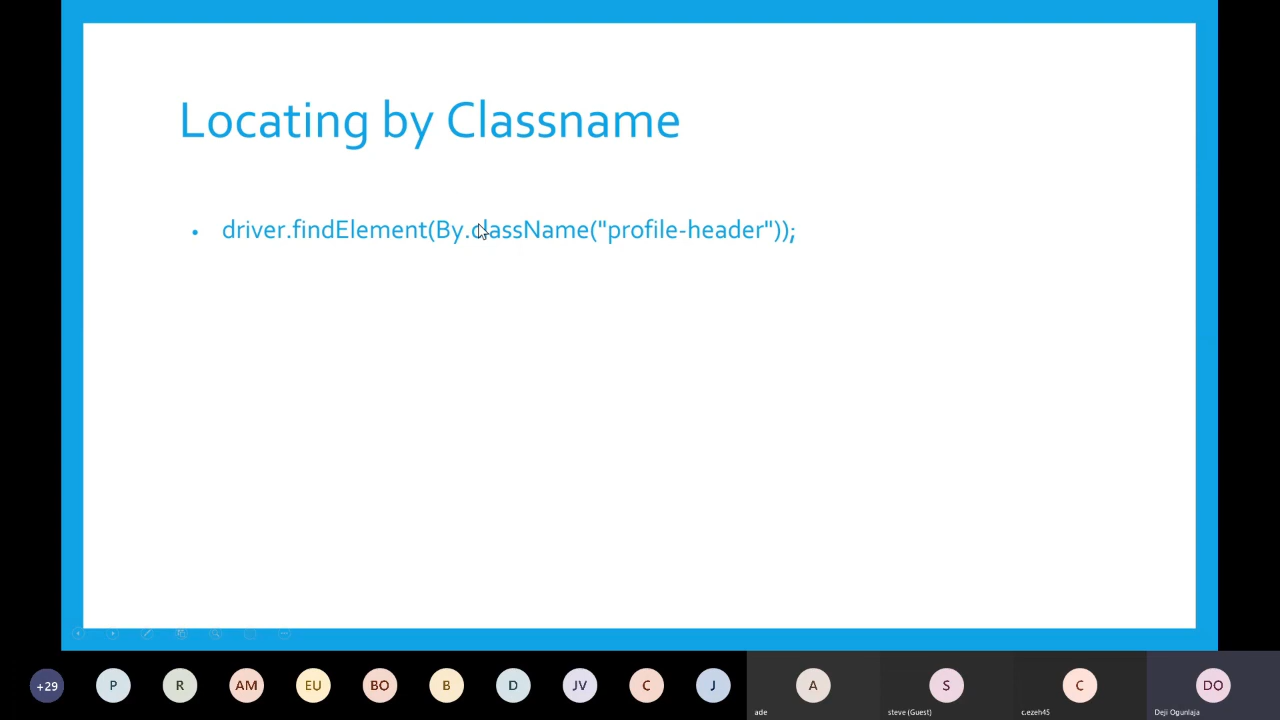 Locating by Classname
• driver.findElement(By.className("profile-header"));
+29 P R AM EU BO B D JV C J A S C DO
ade steve (Guest) c.ezeh45 Deji Ogunlaja